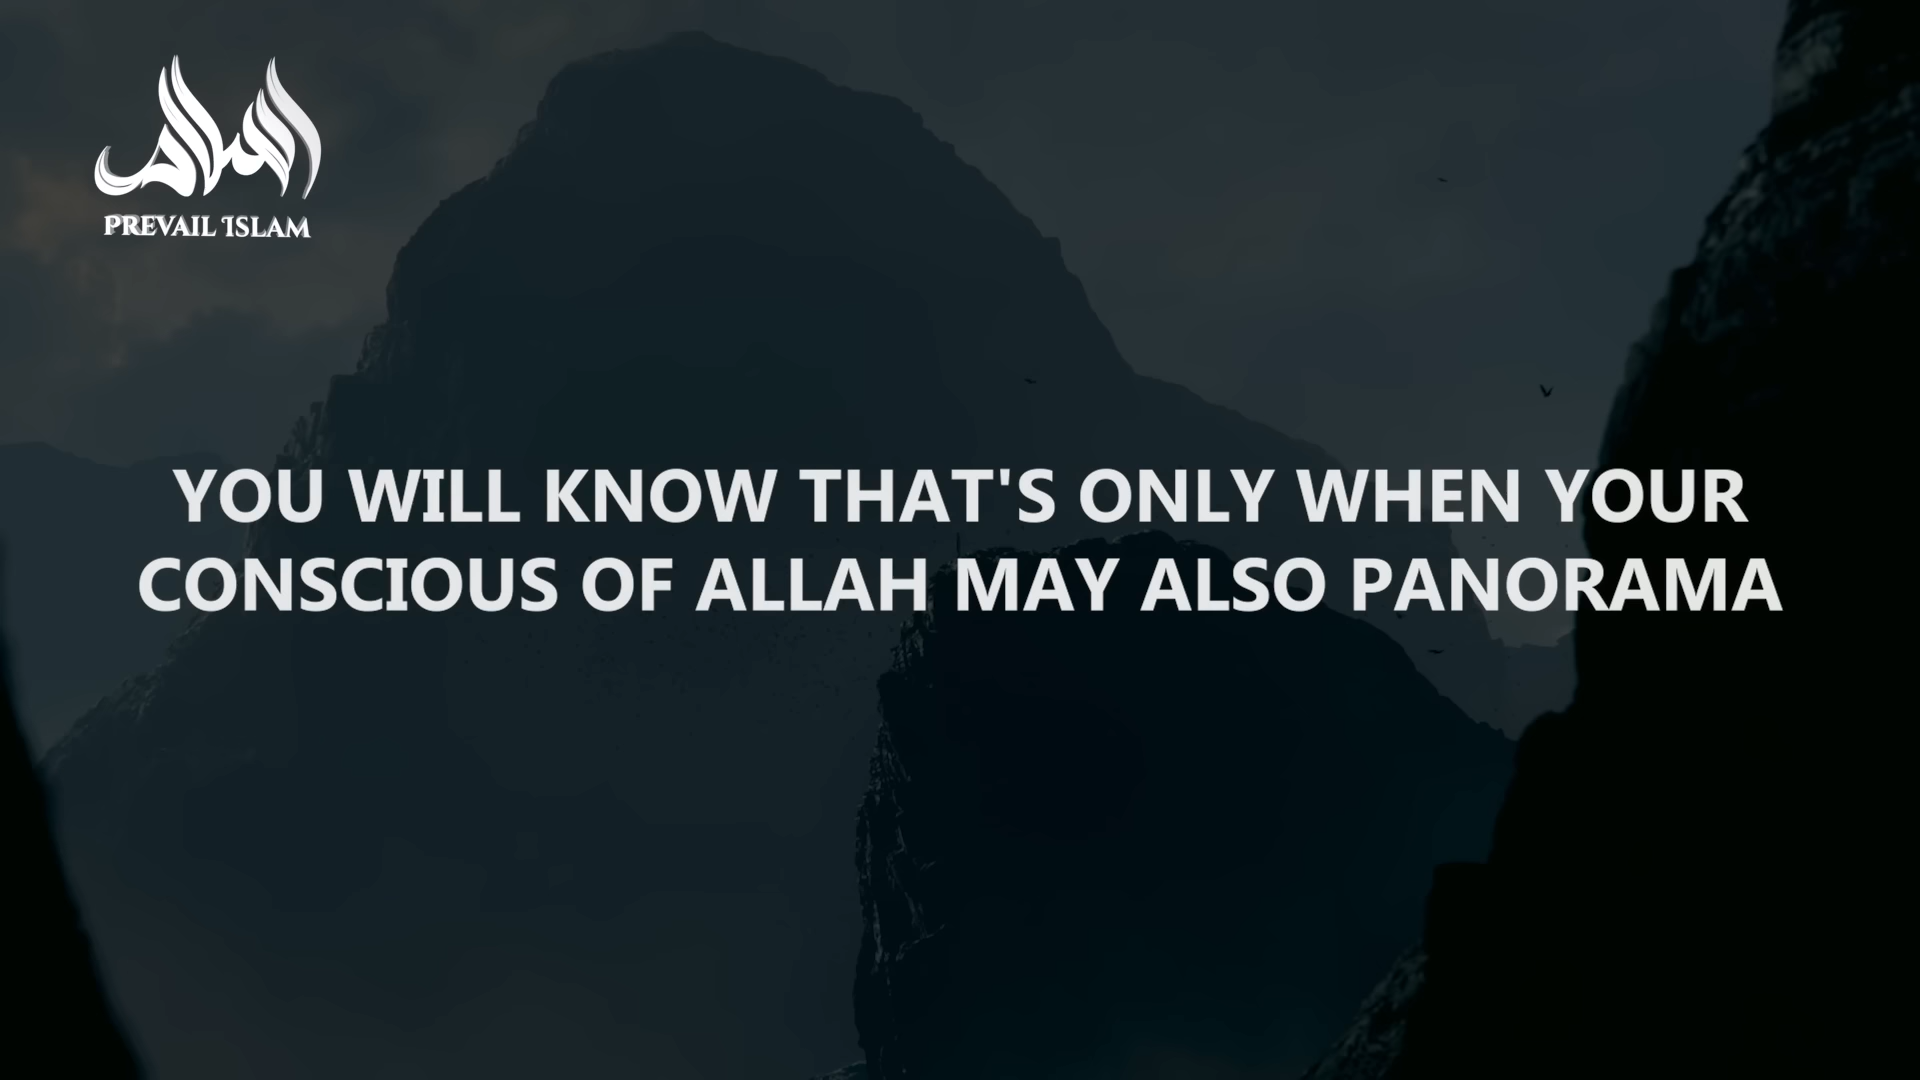 PREVAIL ISLAM
YOU WILL KNOW THAT'S ONLY WHEN YOUR
CONSCIOUS OF ALLAH MAY ALSO PANORAMA